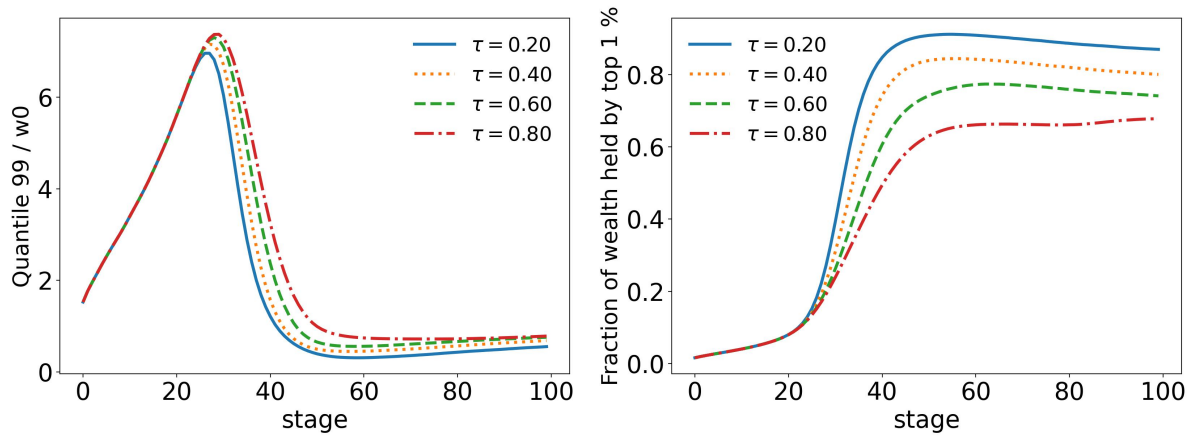 Quantile 99 / w0
6
4
2
0
0 20 40 60 80 100
stage
τ = 0.20
τ = 0.40
τ = 0.60
τ = 0.80
Fraction of wealth held by top 1 %
0.8
0.6
0.4
0.2
0.0
0 20 40 60 80 100
stage
τ = 0.20
τ = 0.40
τ = 0.60
τ = 0.80